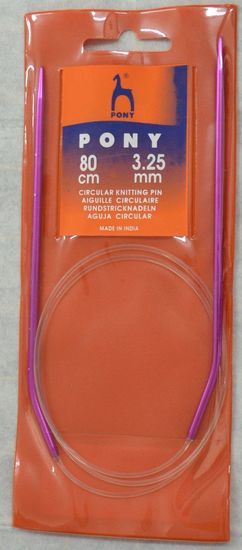 PONY
PONY
80 3.25
cm mm
CIRCULAR KNITTING PIN
AIGUILLE CIRCULAIRE
RUNDSTRICKNADELN
AGUJA CIRCULAR
MADE IN INDIA